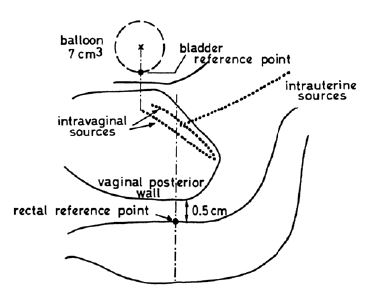 balloon
7 cm³
bladder
reference point
intrauterine
sources
intravaginal
sources
vaginal posterior
wall
0.5 cm
rectal reference point